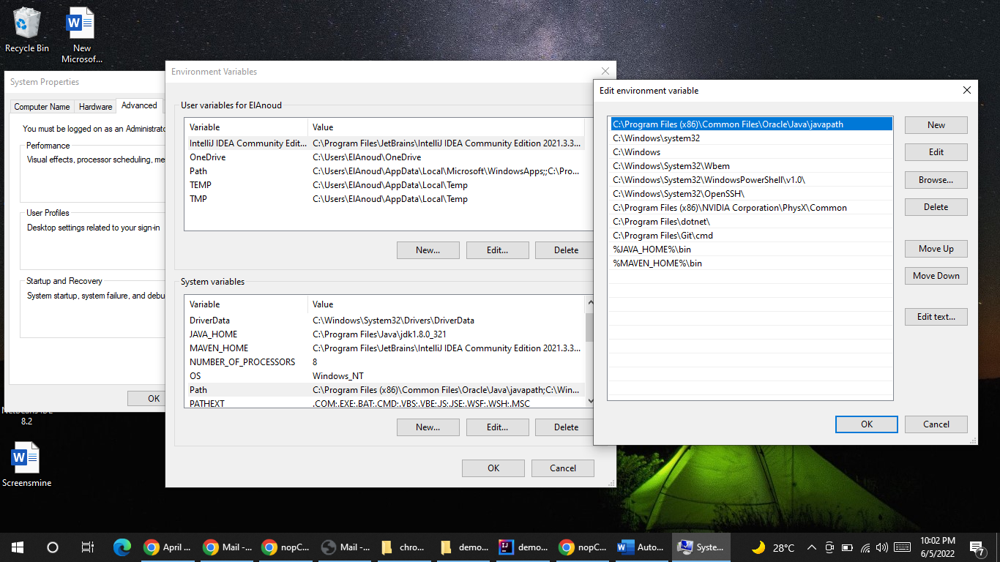 Recycle Bin
New
Microsof...
System Properties
Computer Name
Hardware
Advanced
You must be logged on as an Administrato
Performance
Visual effects, processor scheduling, me
User Profiles
Desktop settings related to your sign-in
Startup and Recovery
System startup, system failure, and debu
OK
8.2
Screensmine
Environment Variables
User variables for ElAnoud
Variable Value
IntelliJ IDEA Community Edit... C:\Program Files\JetBrains\IntelliJ IDEA Community Edition 2021.3.3...
OneDrive C:\Users\ElAnoud\OneDrive
Path C:\Users\ElAnoud\AppData\Local\Microsoft\WindowsApps;;C:\Pro...
TEMP C:\Users\ElAnoud\AppData\Local\Temp
TMP C:\Users\ElAnoud\AppData\Local\Temp
New... Edit... Delete
System variables
Variable Value
DriverData C:\Windows\System32\Drivers\DriverData
JAVA_HOME C:\Program Files\Java\jdk1.8.0_321
MAVEN_HOME C:\Program Files\JetBrains\IntelliJ IDEA Community Edition 2021.3.3...
NUMBER_OF_PROCESSORS 8
OS Windows_NT
Path C:\Program Files (x86)\Common Files\Oracle\Java\javapath;C:\Win...
PATHEXT .COM;.EXE;.BAT;.CMD;.VBS;.VBE;.JS;.JSE;.WSF;.WSH;.MSC
New... Edit... Delete
OK Cancel
Edit environment variable
C:\Program Files (x86)\Common Files\Oracle\Java\javapath
C:\Windows\system32
C:\Windows
C:\Windows\System32\Wbem
C:\Windows\System32\WindowsPowerShell\v1.0\
C:\Windows\System32\OpenSSH\
C:\Program Files (x86)\NVIDIA Corporation\PhysX\Common
C:\Program Files\dotnet\
C:\Program Files\Git\cmd
%JAVA_HOME%\bin
%MAVEN_HOME%\bin
New
Edit
Browse...
Delete
Move Up
Move Down
Edit text...
OK Cancel
April ...
Mail -...
nopC...
Mail -...
chro...
demo...
demo...
nopC...
Auto...
Syste...
28°C
10:02 PM
6/5/2022
7